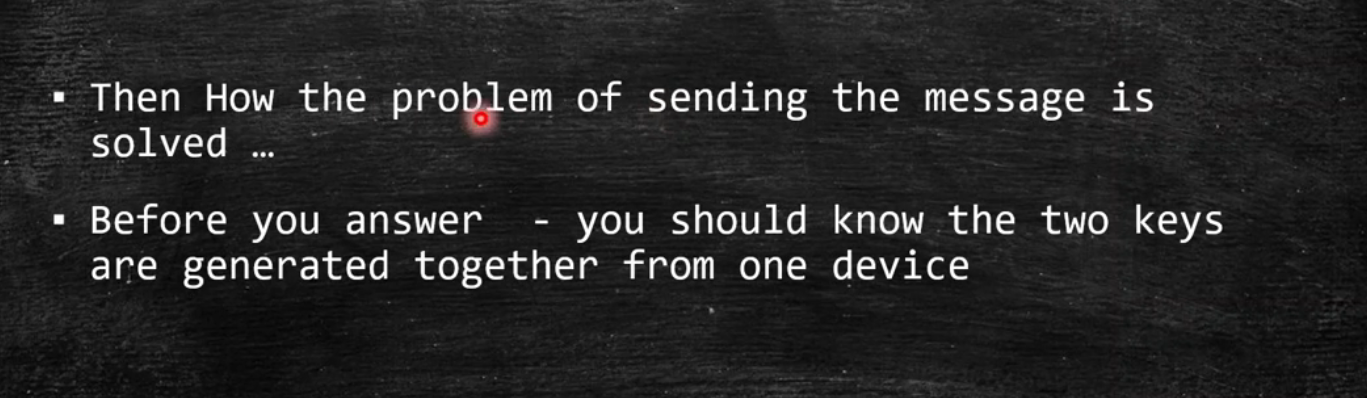 ▪ Then How the problem of sending the message is
solved …
▪ Before you answer - you should know the two keys
are generated together from one device